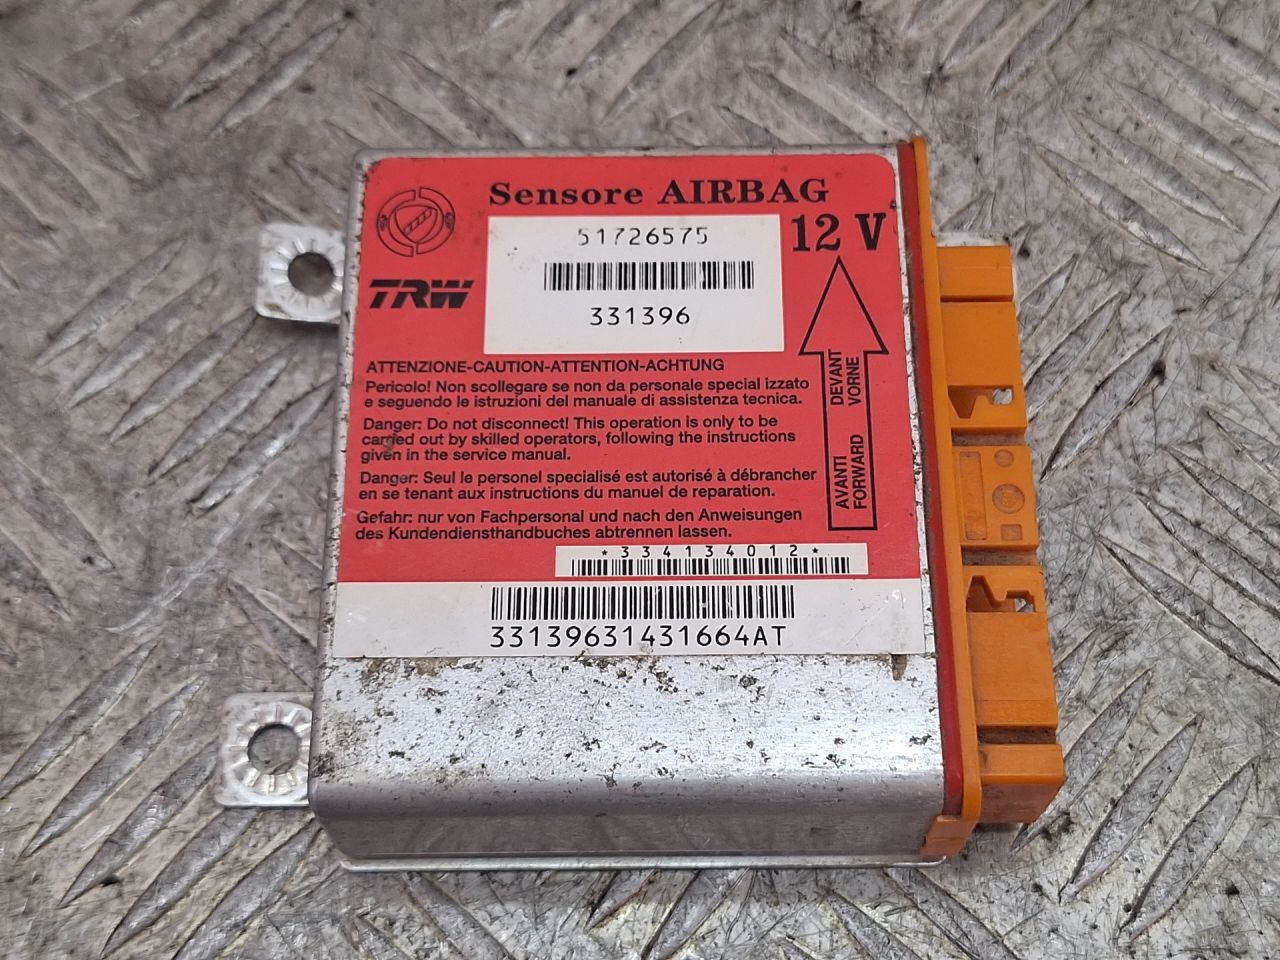 Sensore AIRBAG
51726575
12 V
TRW
331396
ATTENZIONE-CAUTION-ATTENTION-ACHTUNG
Pericolo! Non scollegare se non da personale special izzato
e seguendo le istruzioni del manuale di assistenza tecnica.
Danger: Do not disconnect! This operation is only to be
carried out by skilled operators, following the instructions
given in the service manual.
Danger: Seul le personel specialisé est autorisé à débrancher
en se tenant aux instructions du manuel de reparation.
Gefahr: nur von Fachpersonal und nach den Anweisungen
des Kundendiensthandbuches abtrennen lassen.
AVANTI DEVANT
FORWARD VORNE
*334134012*
33139631431664AT